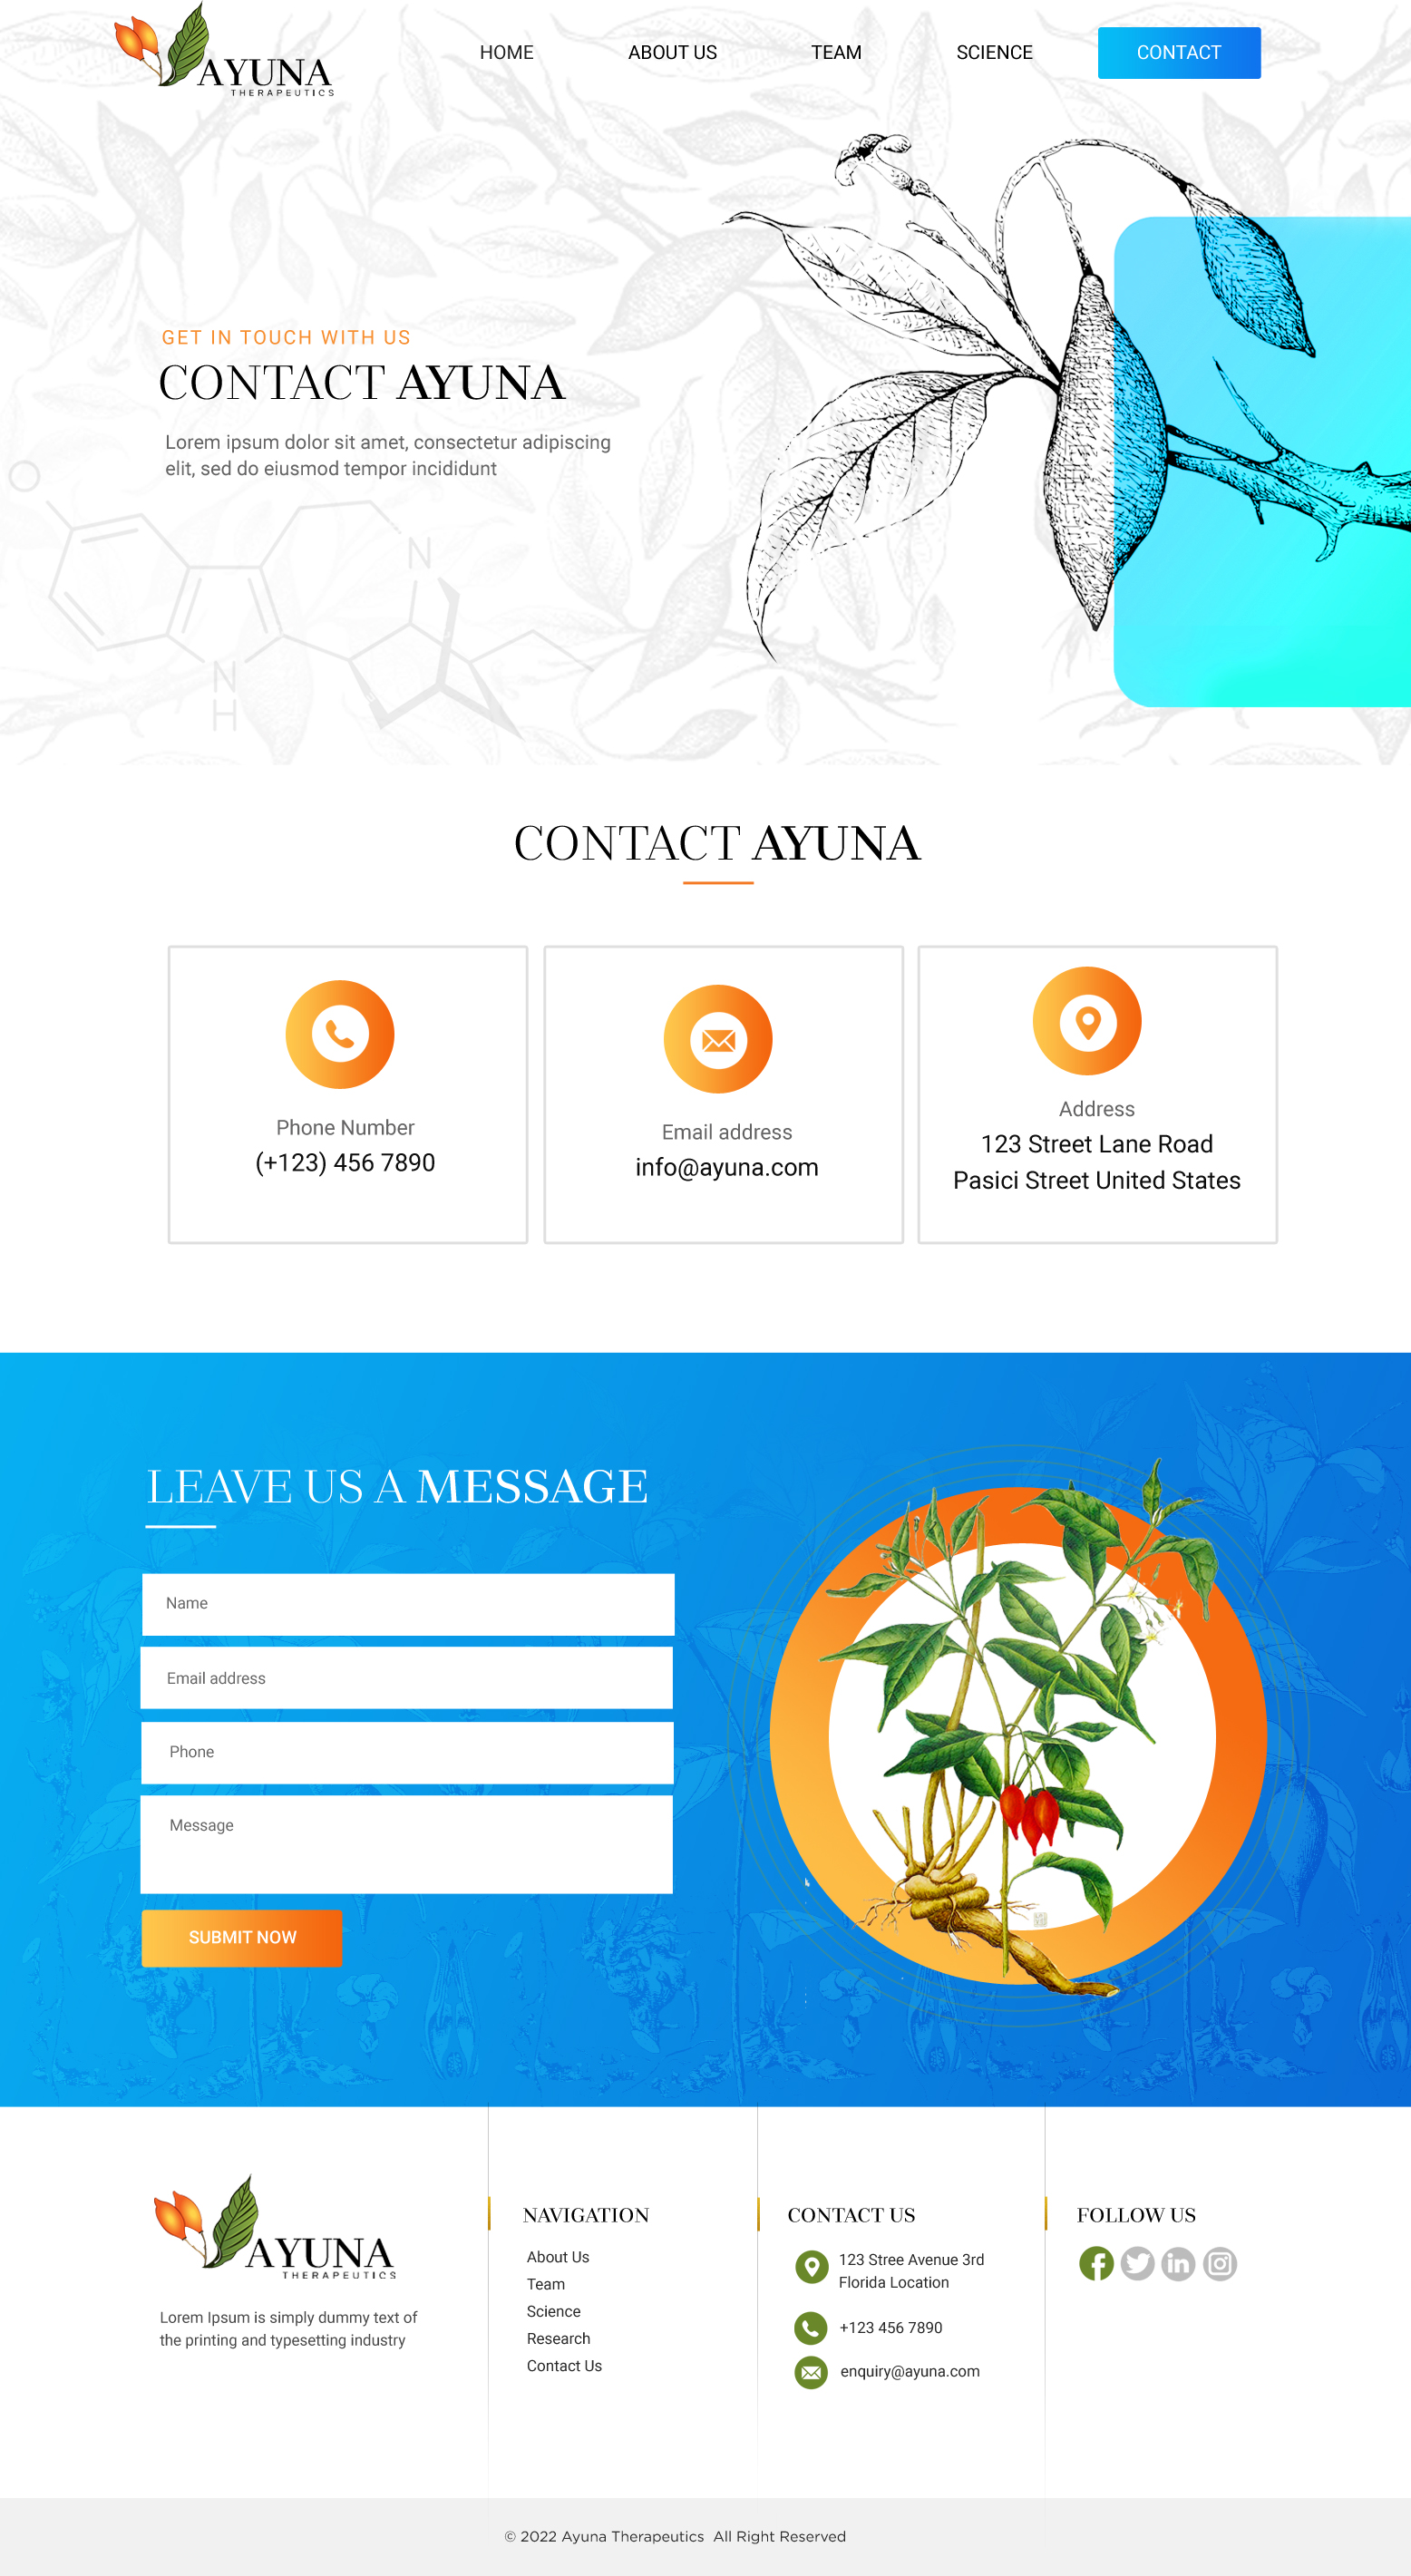 AYUNA
THERAPEUTICS
HOME
ABOUT US
TEAM
SCIENCE
CONTACT
GET IN TOUCH WITH US
CONTACT AYUNA
Lorem ipsum dolor sit amet, consectetur adipiscing
elit, sed do eiusmod tempor incididunt
O
N
N
H
CONTACT AYUNA
Phone Number
(+123) 456 7890
Email address
info@ayuna.com
Address
123 Street Lane Road
Pasici Street United States
LEAVE US A MESSAGE
Name
Email address
Phone
Message
SUBMIT NOW
AYUNA
THERAPEUTICS
Lorem Ipsum is simply dummy text of
the printing and typesetting industry
NAVIGATION
About Us
Team
Science
Research
Contact Us
CONTACT US
123 Stree Avenue 3rd
Florida Location
+123 456 7890
enquiry@ayuna.com
FOLLOW US
© 2022 Ayuna Therapeutics All Right Reserved